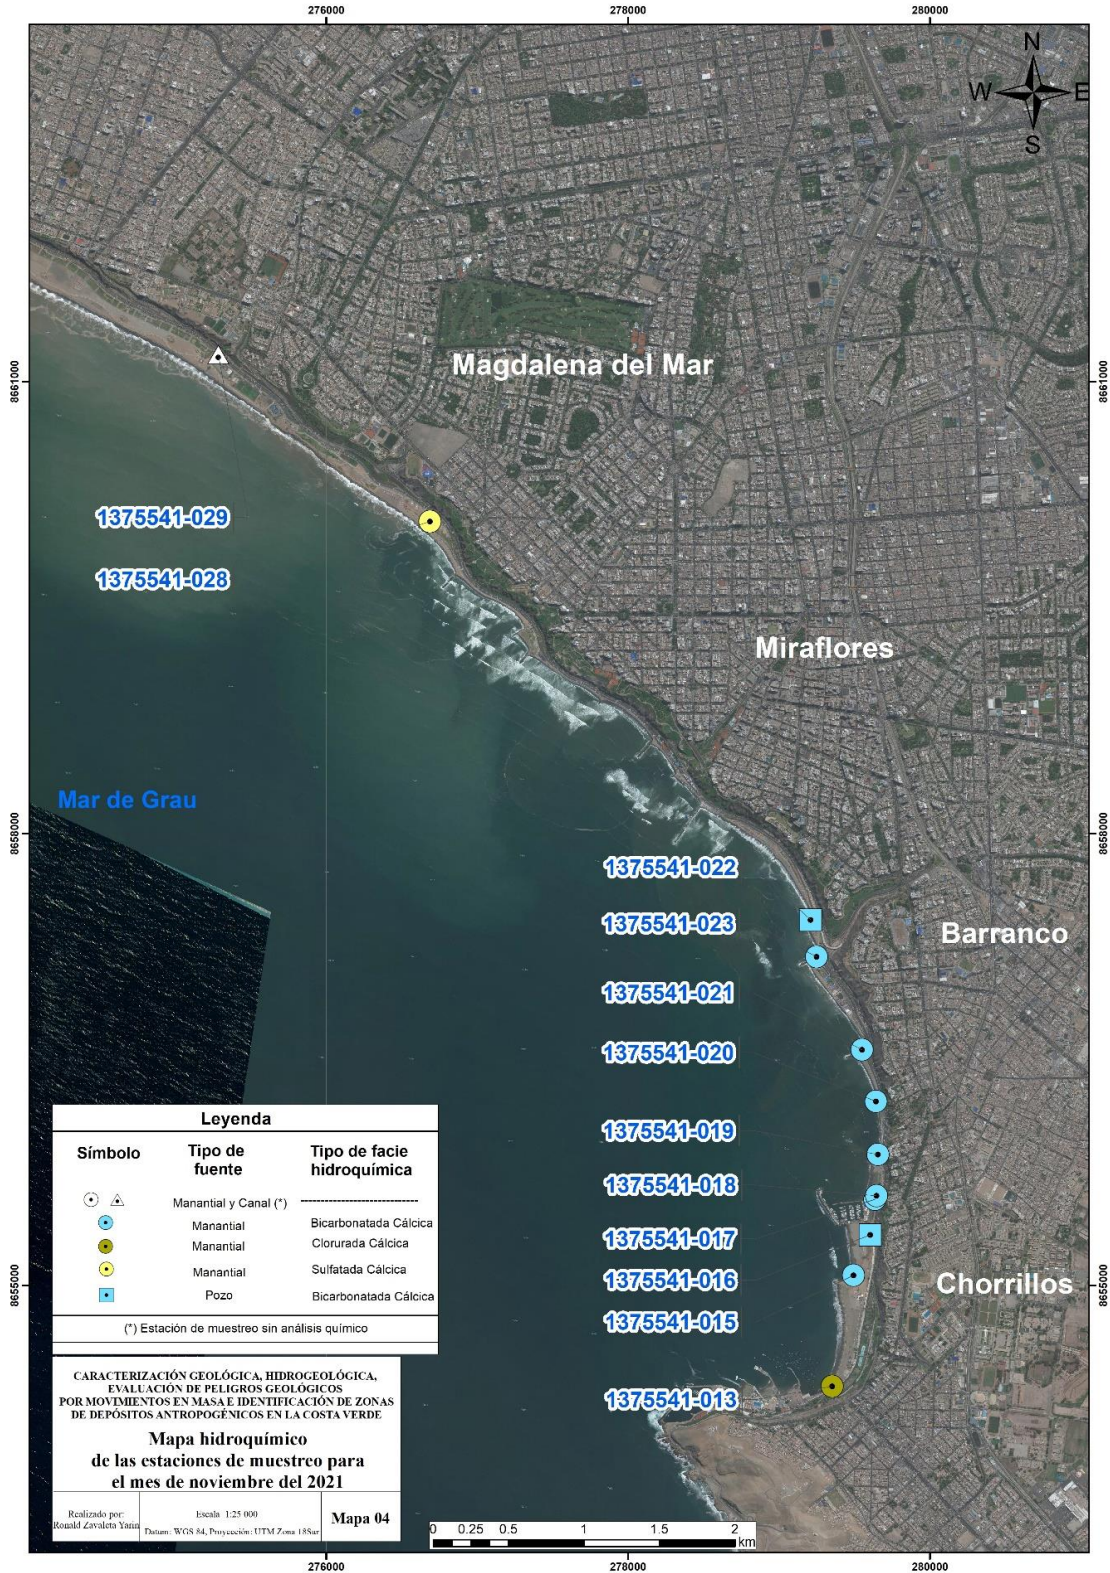 276000
278000
280000
N
W
E
S
8661000
8661000
Magdalena del Mar
1375541-029
1375541-028
Miraflores
Mar de Grau
8658000
8658000
1375541-022
1375541-023
Barranco
1375541-021
1375541-020
1375541-019
1375541-018
1375541-017
1375541-016
Chorrillos
8655000
8655000
1375541-015
1375541-013
Leyenda
Símbolo Tipo de fuente Tipo de facie hidroquímica
Manantial y Canal (*) ----------------------------
Manantial Bicarbonatada Cálcica
Manantial Clorurada Cálcica
Manantial Sulfatada Cálcica
Pozo Bicarbonatada Cálcica
(*) Estación de muestreo sin análisis químico
CARACTERIZACIÓN GEOLÓGICA, HIDROGEOLÓGICA,
EVALUACIÓN DE PELIGROS GEOLÓGICOS
POR MOVIMIENTOS EN MASA E IDENTIFICACIÓN DE ZONAS
DE DEPÓSITOS ANTROPOGÉNICOS EN LA COSTA VERDE
Mapa hidroquímico
de las estaciones de muestreo para
el mes de noviembre del 2021
Realizado por:
Ronald Zavaleta Yarin
Escala 1:25 000
Datum: WGS 84, Proyección: UTM Zona 18Sur
Mapa 04
0 0.25 0.5 1 1.5 2
km
276000
278000
280000